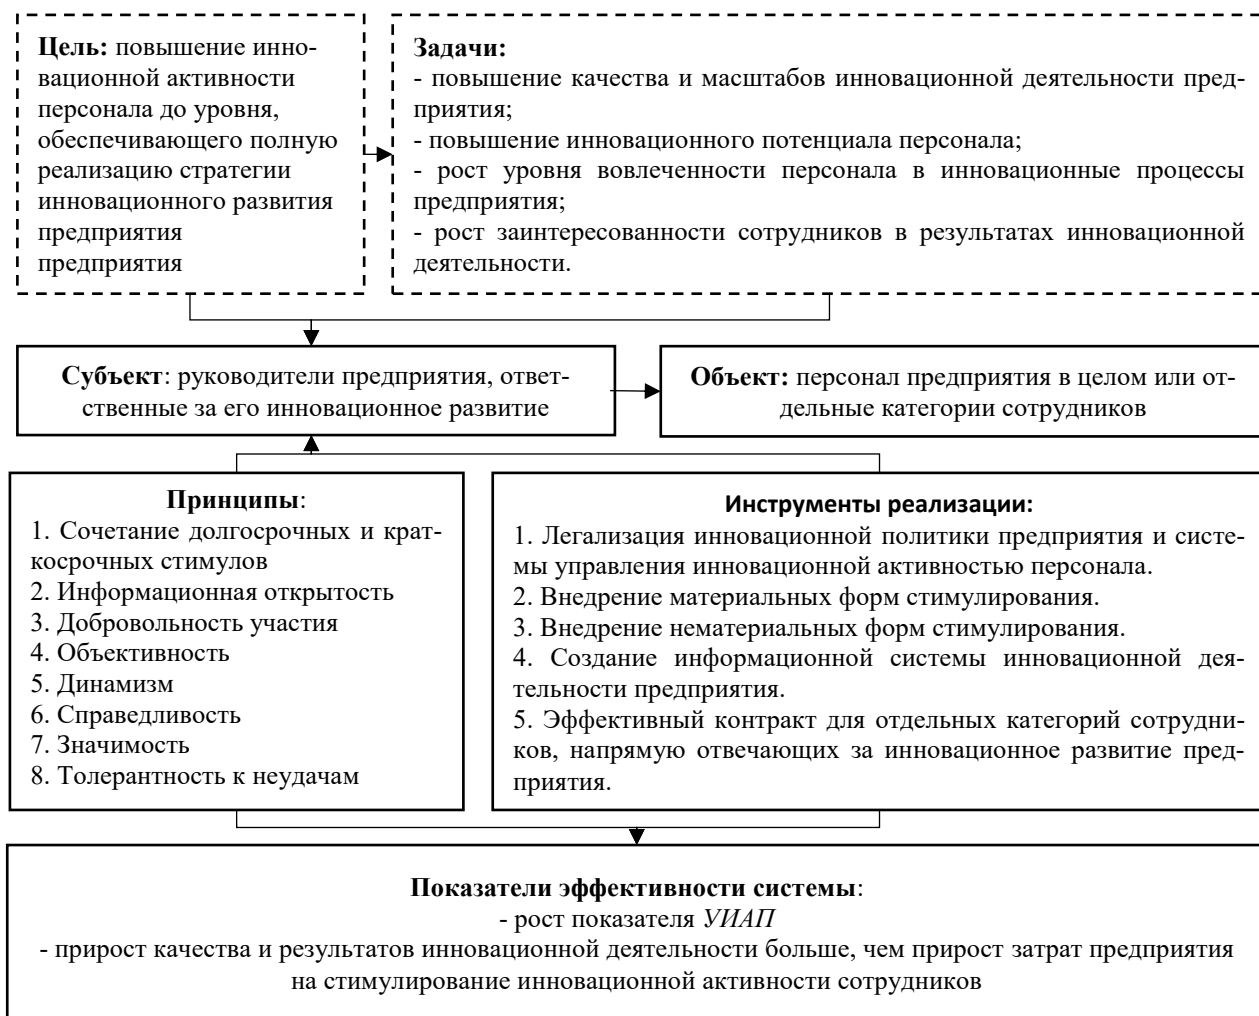 Цель: повышение инно-
вационной активности
персонала до уровня,
обеспечивающего полную
реализацию стратегии
инновационного развития
предприятия
предприятия
Задачи:
- повышение качества и масштабов инновационной деятельности пред-
приятия;
- повышение инновационного потенциала персонала;
- рост уровня вовлеченности персонала в инновационные процессы
предприятия;
- рост заинтересованности сотрудников в результатах инновационной
деятельности.
Субъект: руководители предприятия, ответ-
ственные за его инновационное развитие
Объект: персонал предприятия в целом или от-
дельные категории сотрудников
Принципы:
1. Сочетание долгосрочных и крат-
косрочных стимулов
2. Информационная открытость
3. Добровольность участия
4. Объективность
5. Динамизм
6. Справедливость
7. Значимость
8. Толерантность к неудачам
Инструменты реализации:
1. Легализация инновационной политики предприятия и систе-
мы управления инновационной активностью персонала.
2. Внедрение материальных форм стимулирования.
3. Внедрение нематериальных форм стимулирования.
4. Создание информационной системы инновационной дея-
тельности предприятия.
5. Эффективный контракт для отдельных категорий сотрудни-
ков, напрямую отвечающих за инновационное развитие пред-
приятия.
Показатели эффективности системы:
- рост показателя УИАП
- прирост качества и результатов инновационной деятельности больше, чем прирост затрат предприятия
на стимулирование инновационной активности сотрудников